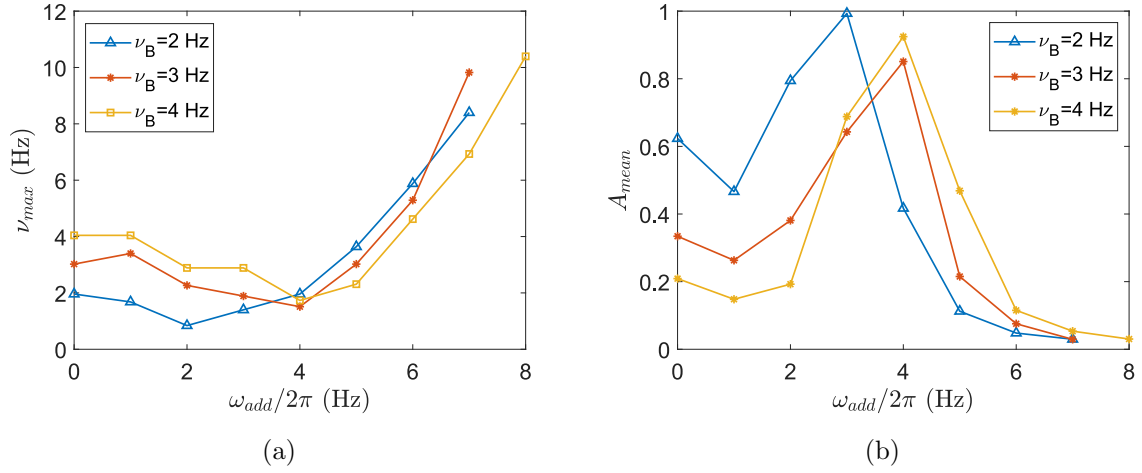 12
10
8
6
4
2
0
ν_max (Hz)
ν_B=2 Hz
ν_B=3 Hz
ν_B=4 Hz
0 2 4 6 8
ω_add/2π (Hz)
(a)
1
0.8
0.6
0.4
0.2
0
A_mean
ν_B=2 Hz
ν_B=3 Hz
ν_B=4 Hz
0 2 4 6 8
ω_add/2π (Hz)
(b)